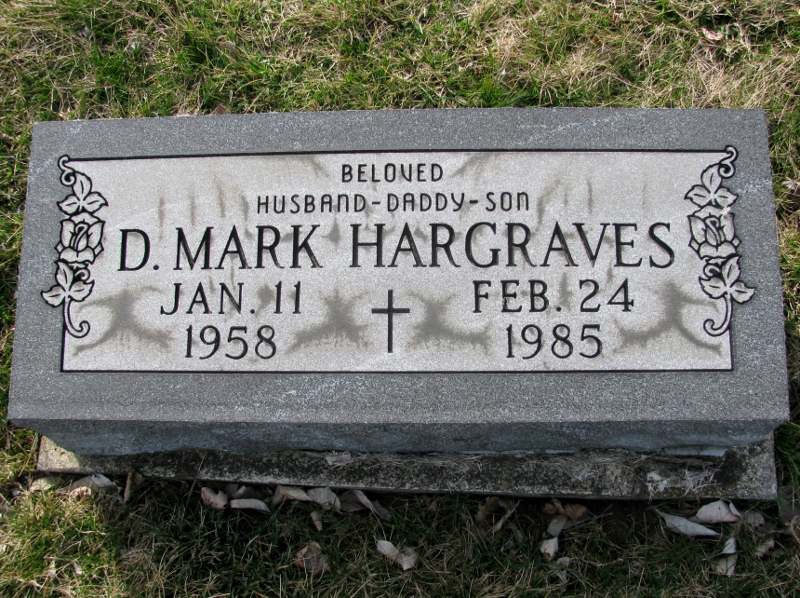 BELOVED
HUSBAND-DADDY-SON
D. MARK HARGRAVES
JAN. 11 FEB. 24
1958 1985